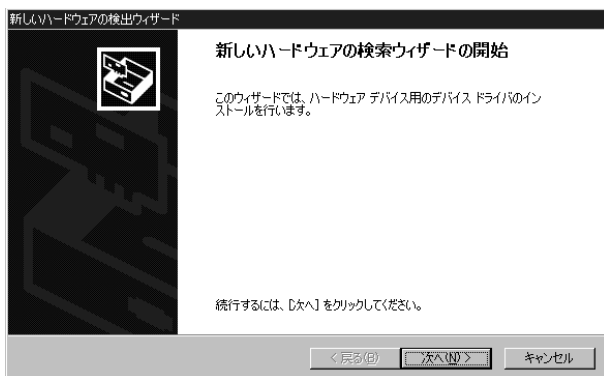 新しいハードウェアの検出ウィザード
新しいハードウェアの検索ウィザードの開始
このウィザードでは、ハードウェア デバイス用のデバイス ドライバのイン
ストールを行います。
続行するには、[次へ] をクリックしてください。
< 戻る(B)
次へ(N) >
キャンセル